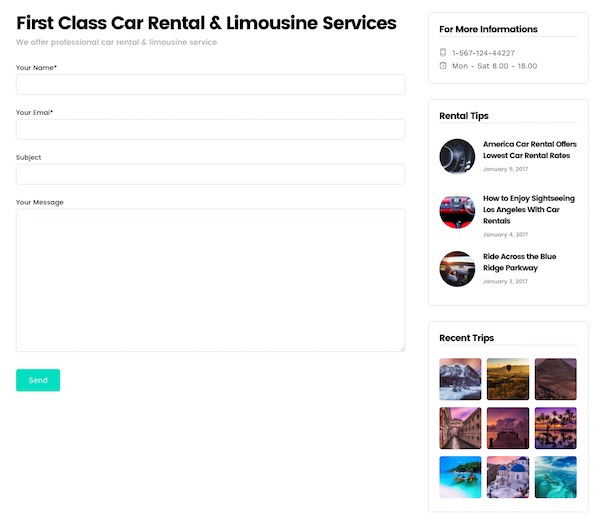 First Class Car Rental & Limousine Services
We offer professional car rental & limousine service
Your Name*
Your Email*
Subject
Your Message
Send
For More Informations
1-567-124-44227
Mon - Sat 8.00 - 18.00
Rental Tips
America Car Rental Offers
Lowest Car Rental Rates
January 5, 2017
How to Enjoy Sightseeing
Los Angeles With Car
Rentals
January 4, 2017
Ride Across the Blue
Ridge Parkway
January 3, 2017
Recent Trips